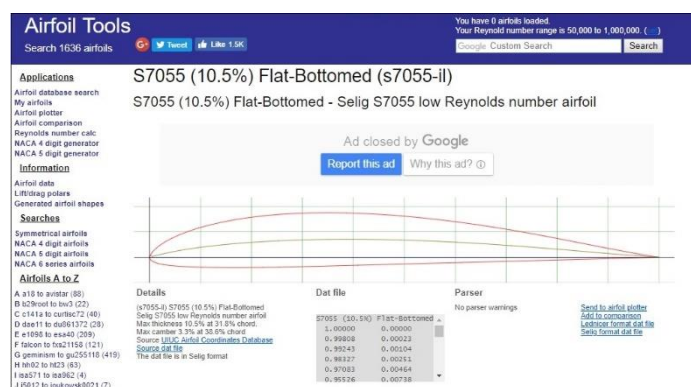 Airfoil Tools
Search 1636 airfoils
G+ Tweet Like 1.5K
You have 0 airfoils loaded.
Your Reynold number range is 50,000 to 1,000,000.
Google Custom Search
Search
Applications
Airfoil database search
My airfoils
Airfoil plotter
Airfoil comparison
Reynolds number calc
NACA 4 digit generator
NACA 5 digit generator
Information
Airfoil data
Lift/drag polars
Generated airfoil shapes
Searches
Symmetrical airfoils
NACA 4 digit airfoils
NACA 5 digit airfoils
NACA 6 series airfoils
Airfoils A to Z
A a18 to avistar (88)
B b29root to bw3 (22)
C c141a to curtisc72 (40)
D dae11 to du861372 (28)
E e1098 to esa40 (209)
F falcon to fxs21158 (121)
G geminism to gu255118 (419)
H hh02 to ht23 (63)
I isa571 to isa962 (4)
J j5012 to joukowsk0021 (7)
S7055 (10.5%) Flat-Bottomed (s7055-il)
S7055 (10.5%) Flat-Bottomed - Selig S7055 low Reynolds number airfoil
Ad closed by Google
Report this ad
Why this ad?
Details
(s7055-il) S7055 (10.5%) Flat-Bottomed
Selig S7055 low Reynolds number airfoil
Max thickness 10.5% at 31.8% chord.
Max camber 3.3% at 38.6% chord
Source UIUC Airfoil Coordinates Database
Source dat file
The dat file is in Selig format
Dat file
S7055 (10.5%) Flat-Bottomed
1.00000 0.00000
0.99808 0.00023
0.99243 0.00104
0.98327 0.00251
0.97083 0.00464
0.95526 0.00738
Parser
No parser warnings
Send to airfoil plotter
Add to comparison
Lednicer format dat file
Selig format dat file